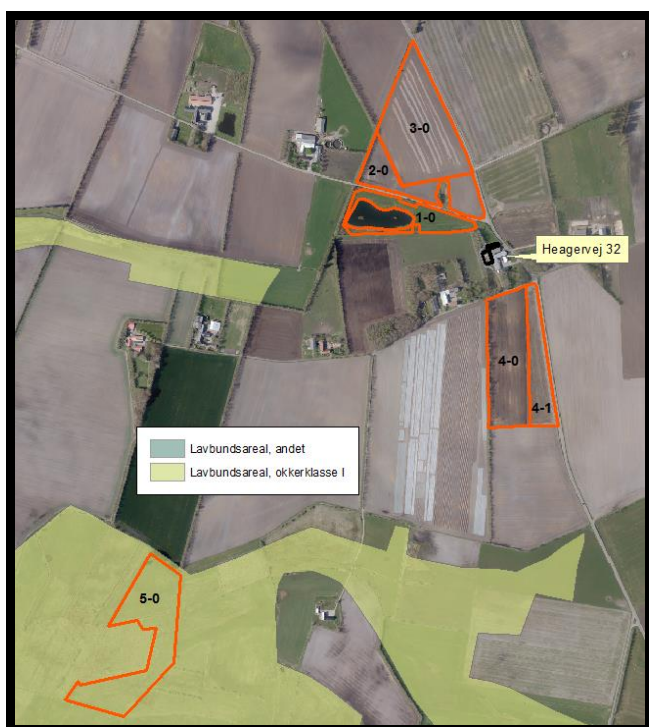 3-0
2-0
1-0
Heagervej 32
4-0
4-1
Lavbundsareal, andet
Lavbundsareal, okkerklasse I
5-0